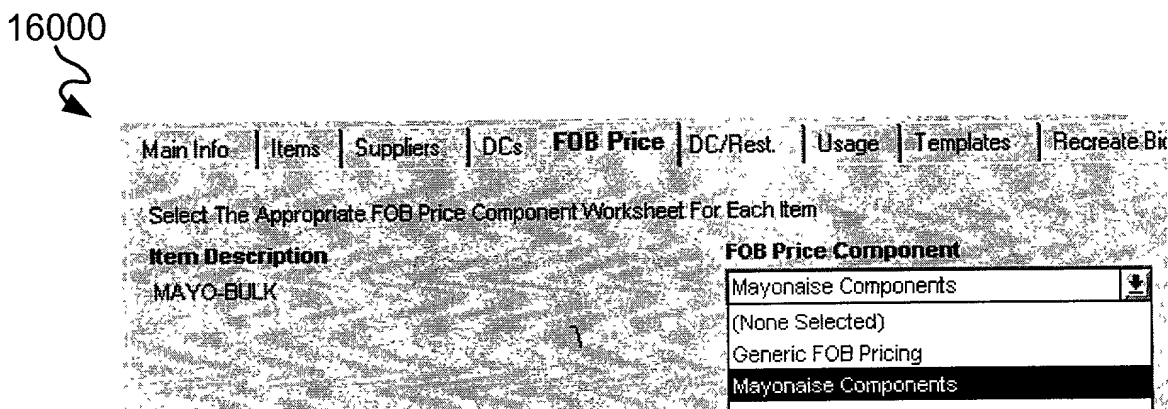 16000
Main Info Items Suppliers DCs FOB Price DC/Rest. Usage Templates Recreate Bid
Select The Appropriate FOB Price Component Worksheet For Each Item
Item Description FOB Price Component
MAYO-BULK Mayonaise Components
(None Selected)
Generic FOB Pricing
Mayonaise Components